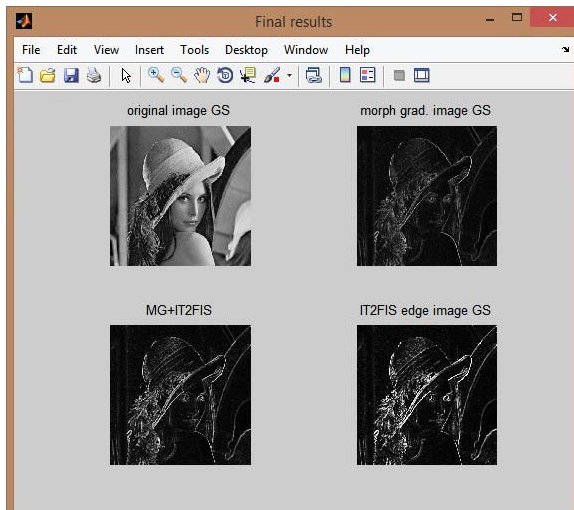 Final results
File Edit View Insert Tools Desktop Window Help
original image GS
morph grad. image GS
MG+IT2FIS
IT2FIS edge image GS